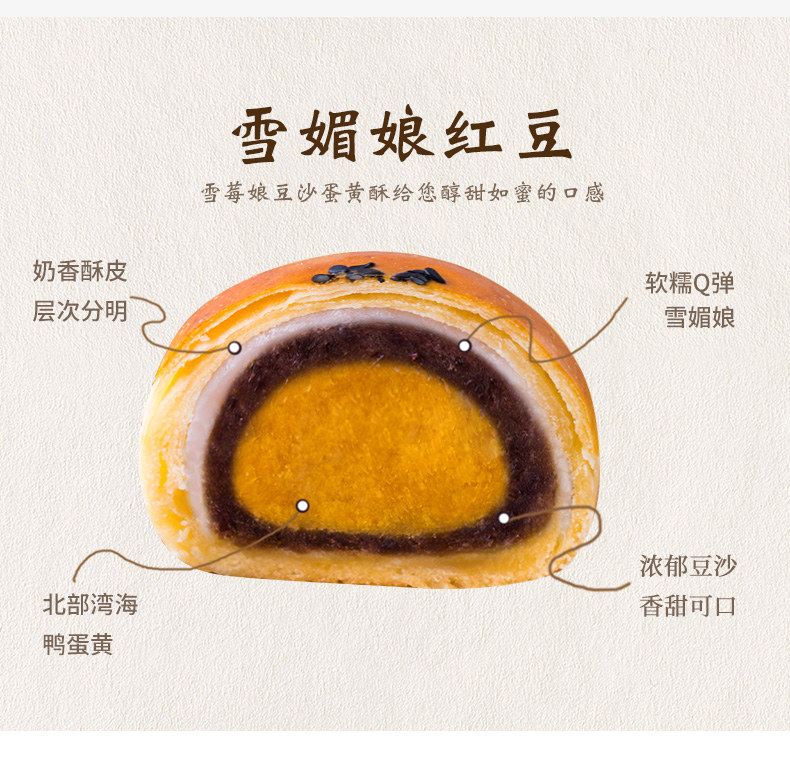 雪媚娘红豆
雪莓娘豆沙蛋黄酥给您醇甜如蜜的口感
奶香酥皮
层次分明
软糯Q弹
雪媚娘
北部湾海
鸭蛋黄
浓郁豆沙
香甜可口